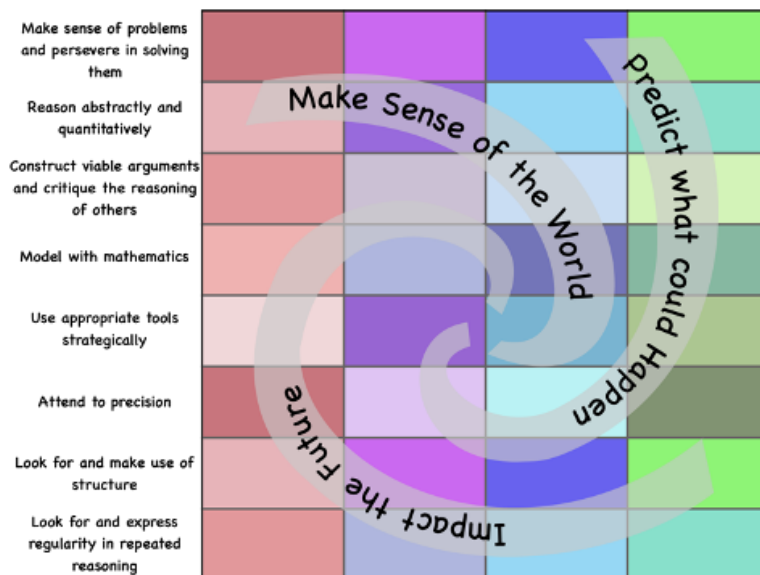 Make sense of problems
and persevere in solving
them
Reason abstractly and
quantitatively
Construct viable arguments
and critique the reasoning
of others
Model with mathematics
Use appropriate tools
strategically
Attend to precision
Look for and make use of
structure
Look for and express
regularity in repeated
reasoning
Make Sense of the World
Predict what could Happen
Impact the Future